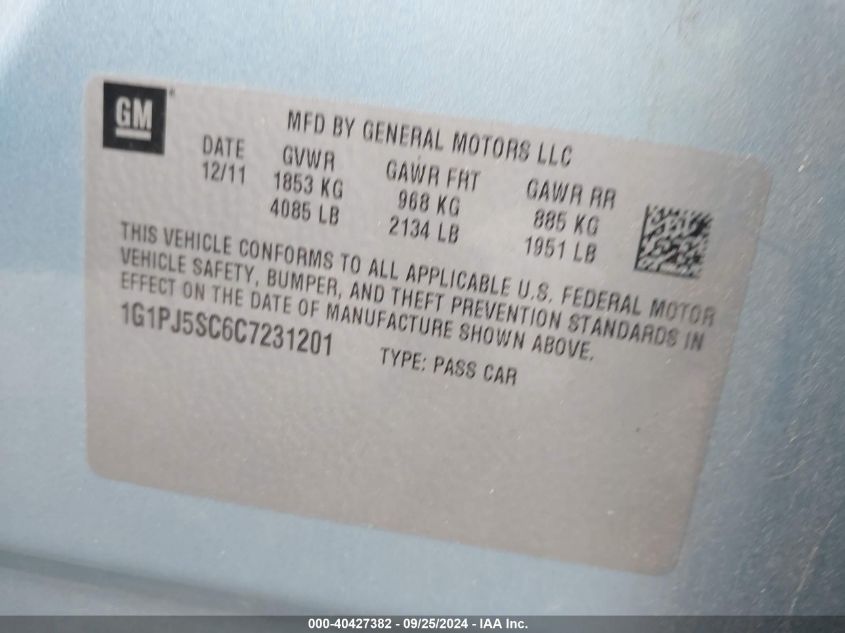 GM
MFD BY GENERAL MOTORS LLC
DATE GVWR GAWR FRT GAWR RR
12/11 1853 KG 968 KG 885 KG
4085 LB 2134 LB 1951 LB
THIS VEHICLE CONFORMS TO ALL APPLICABLE U.S. FEDERAL MOTOR
VEHICLE SAFETY, BUMPER, AND THEFT PREVENTION STANDARDS IN
EFFECT ON THE DATE OF MANUFACTURE SHOWN ABOVE.
1G1PJ5SC6C7231201 TYPE: PASS CAR
000-40427382 - 09/25/2024 - IAA Inc.